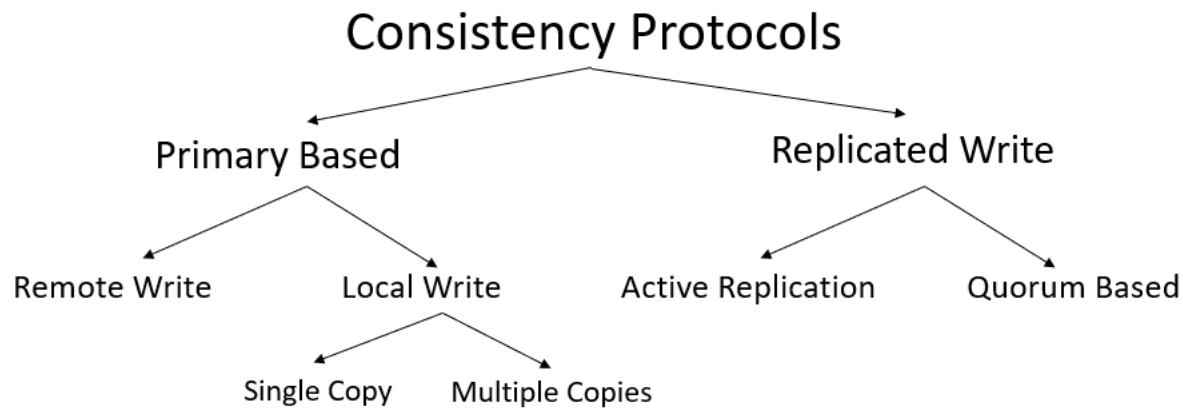 Consistency Protocols
Primary Based
Replicated Write
Remote Write
Local Write
Active Replication
Quorum Based
Single Copy
Multiple Copies